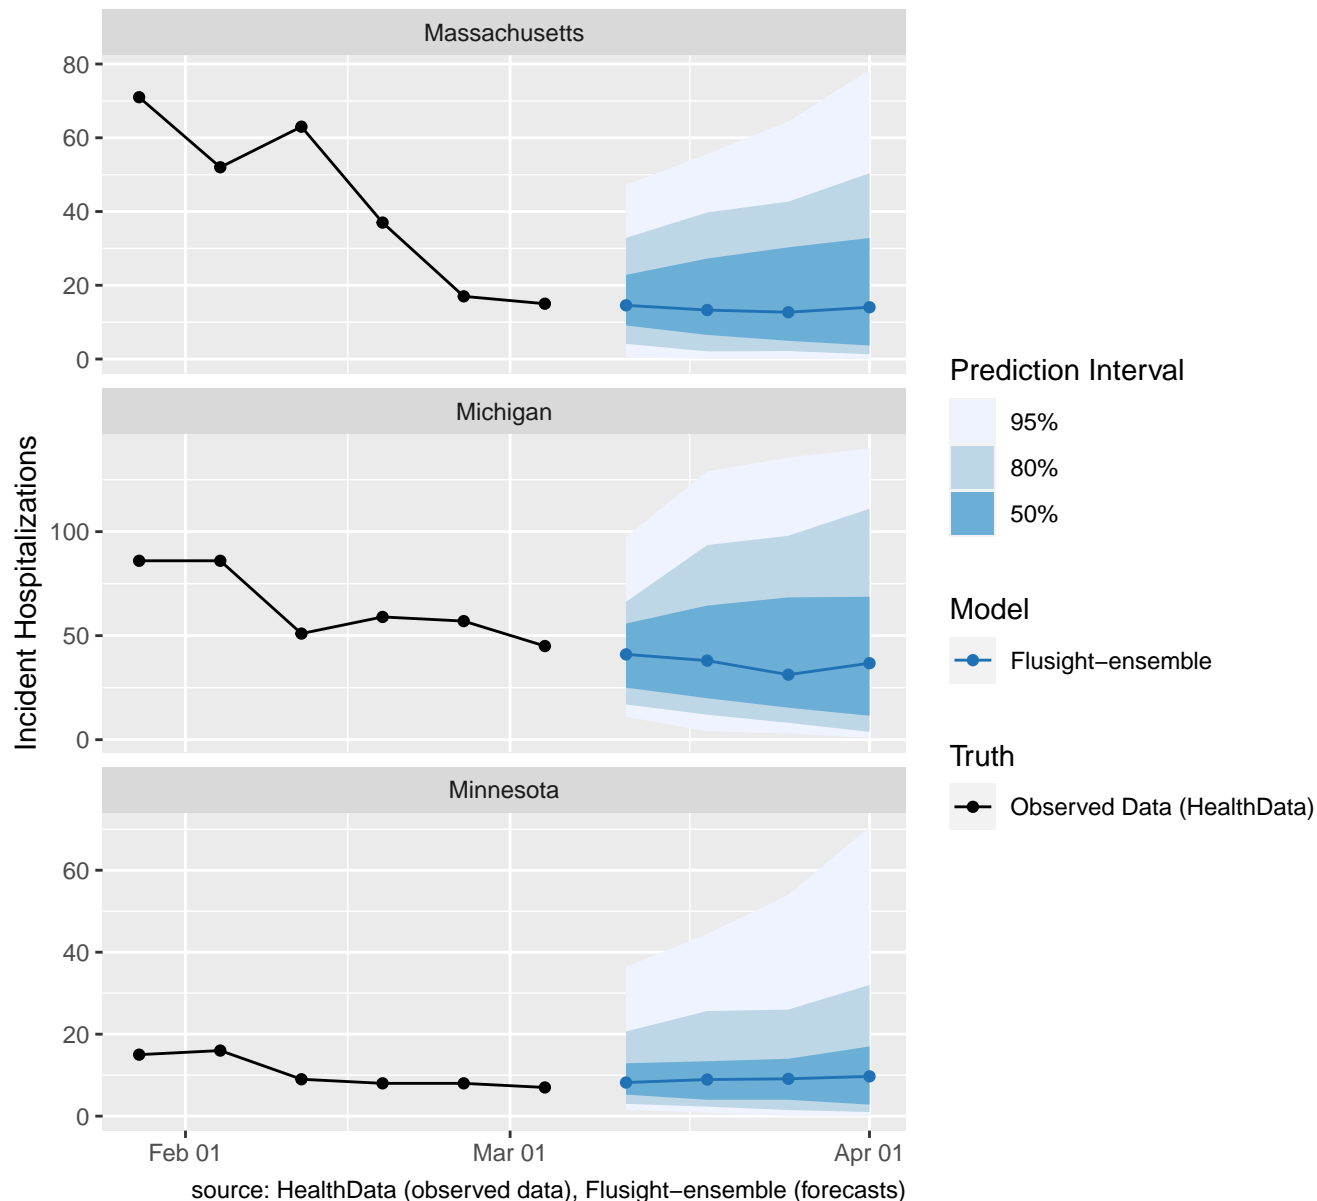 Massachusetts
80
60
40
20
0
Michigan
100
50
0
Minnesota
60
40
20
0
Feb 01
Mar 01
Apr 01
Incident Hospitalizations
source: HealthData (observed data), Flusight−ensemble (forecasts)
Prediction Interval
95%
80%
50%
Model
Flusight−ensemble
Truth
Observed Data (HealthData)